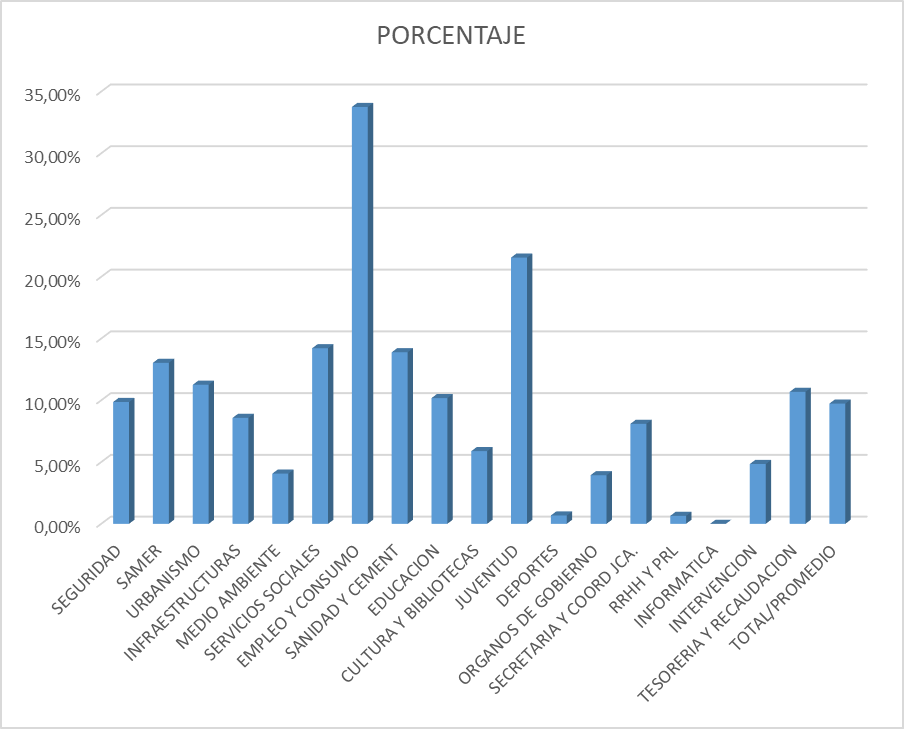 PORCENTAJE
35,00%
30,00%
25,00%
20,00%
15,00%
10,00%
5,00%
0,00%
SEGURIDAD
SAMER
URBANISMO
INFRAESTRUCTURAS
MEDIO AMBIENTE
SERVICIOS SOCIALES
EMPLEO Y CONSUMO
SANIDAD Y CEMENT
EDUCACION
CULTURA Y BIBLIOTECAS
JUVENTUD
DEPORTES
ORGANOS DE GOBIERNO
SECRETARIA Y COORD JCA.
RRHH Y PRL
INFORMATICA
INTERVENCION
TESORERIA Y RECAUDACION
TOTAL/PROMEDIO